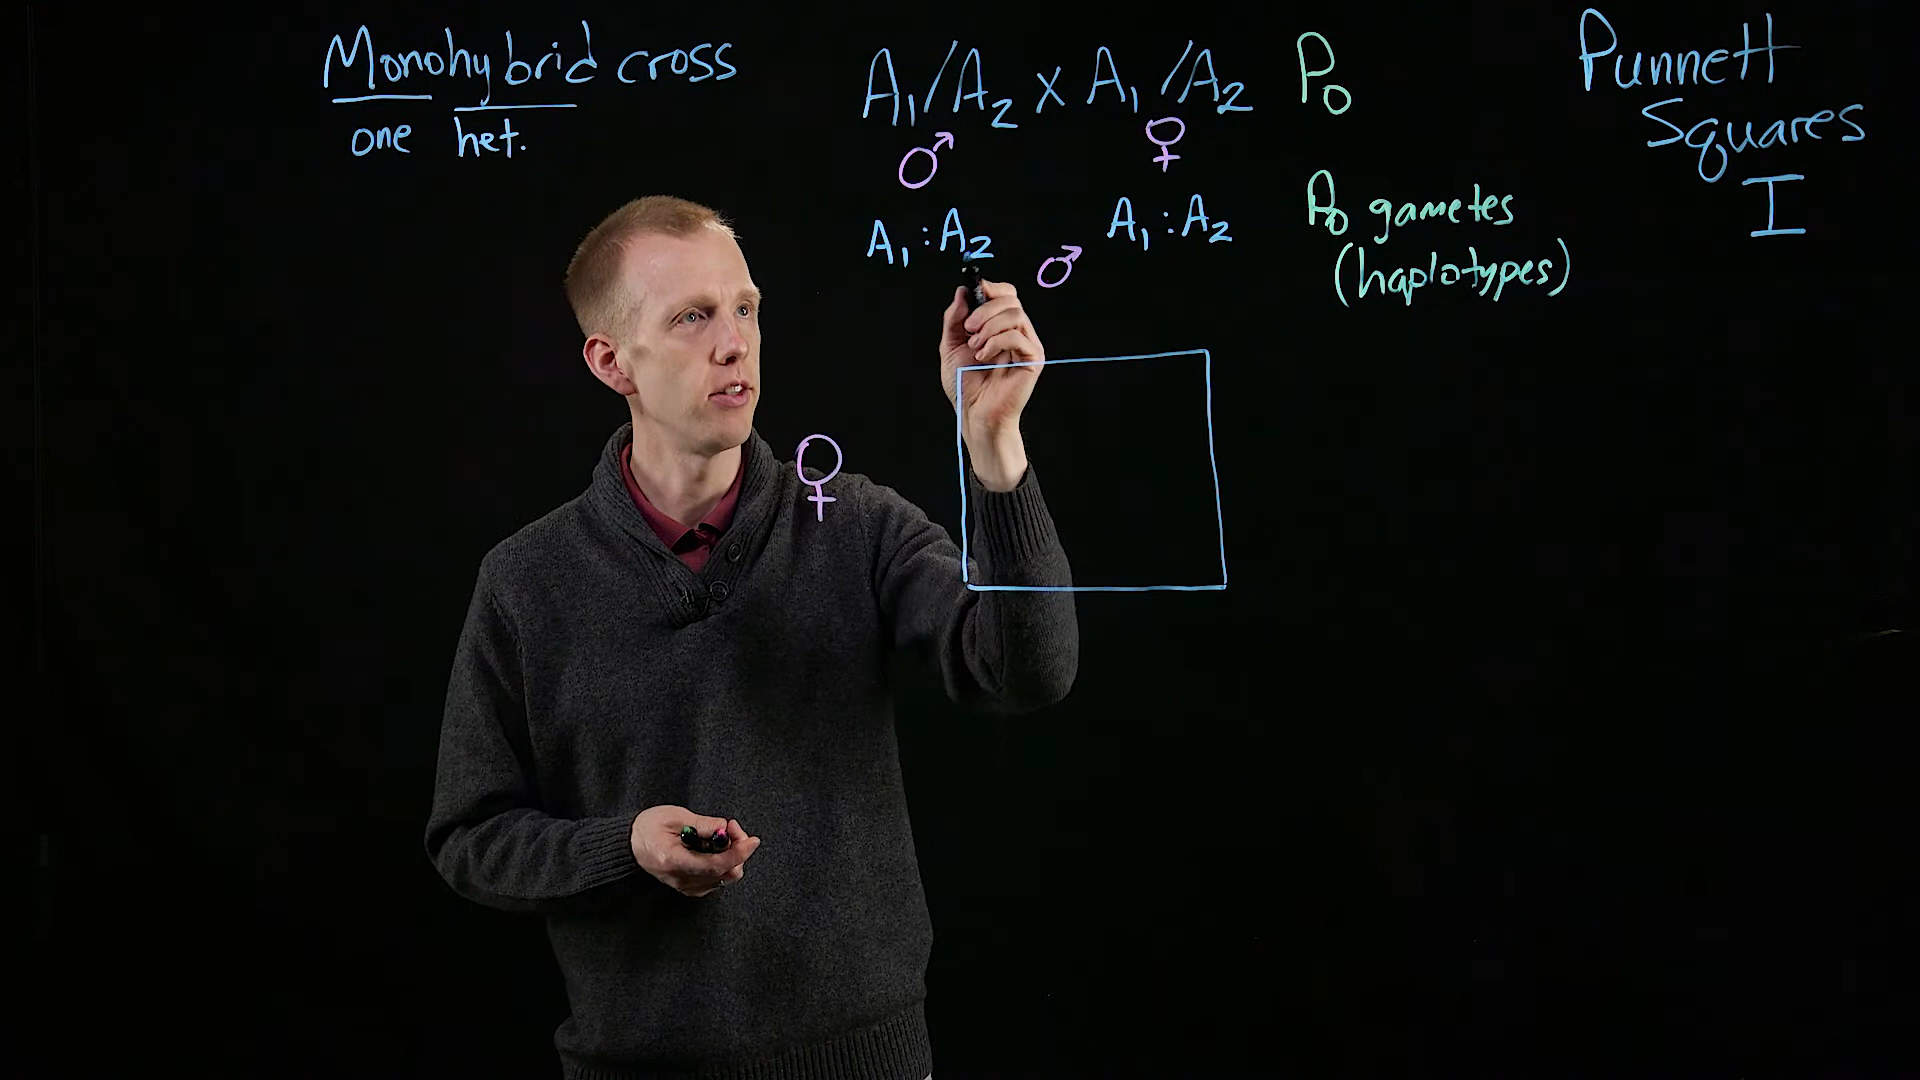 Monohybrid cross
one het.
A₁/A₂ x A₁/A₂ P₀
♂ ♀
A₁:A₂ A₁:A₂ P₀ gametes
(haplotypes)
♂
♀
Punnett
Squares
I